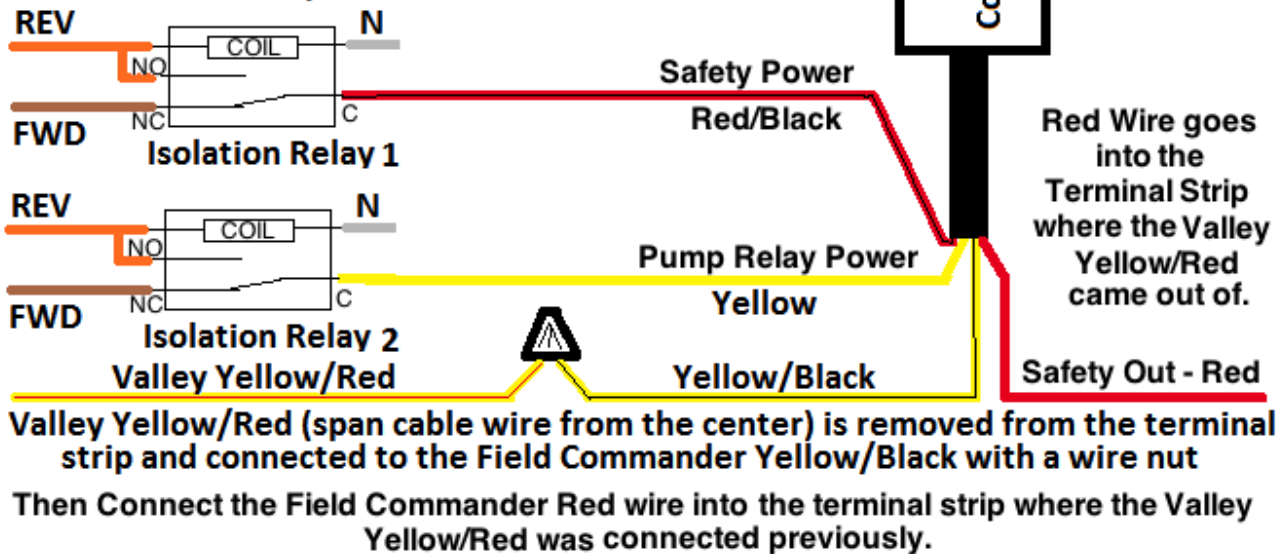 Co
REV
N
COIL
NO
Safety Power
C
NC
Red/Black
FWD
Isolation Relay 1
Red Wire goes
into the
Terminal Strip
where the Valley
Yellow/Red
came out of.
REV
N
COIL
NO
Pump Relay Power
C
NC
Yellow
FWD
Isolation Relay 2
Valley Yellow/Red
Yellow/Black
Safety Out - Red
Valley Yellow/Red (span cable wire from the center) is removed from the terminal
strip and connected to the Field Commander Yellow/Black with a wire nut
Then Connect the Field Commander Red wire into the terminal strip where the Valley
Yellow/Red was connected previously.